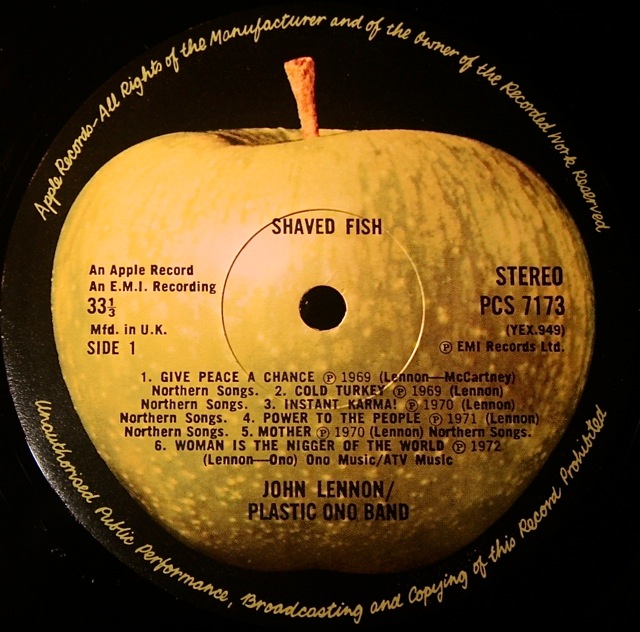 Apple Records—All Rights of the Manufacturer and of the Owner of the Recorded Work Reserved
SHAVED FISH
An Apple Record
An E.M.I. Recording
33⅓
Mfd. in U.K.
SIDE 1
STEREO
PCS 7173
(YEX.949)
Ⓟ EMI Records Ltd.
1. GIVE PEACE A CHANCE Ⓟ 1969 (Lennon—McCartney)
Northern Songs. 2. COLD TURKEY Ⓟ 1969 (Lennon)
Northern Songs. 3. INSTANT KARMA! Ⓟ 1970 (Lennon)
Northern Songs. 4. POWER TO THE PEOPLE Ⓟ 1971 (Lennon)
Northern Songs. 5. MOTHER Ⓟ 1970 (Lennon) Northern Songs.
6. WOMAN IS THE NIGGER OF THE WORLD Ⓟ 1972
(Lennon—Ono) Ono Music/ATV Music
JOHN LENNON/
PLASTIC ONO BAND
Unauthorised Public Performance, Broadcasting and Copying of this Record Prohibited